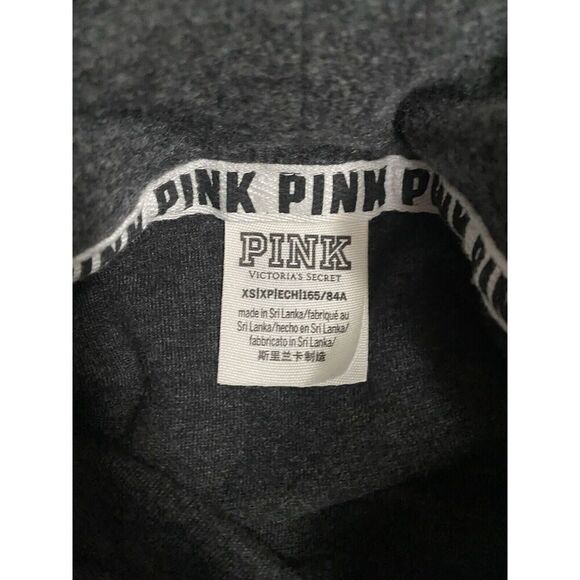 PINK PINK PINK
PINK
VICTORIA'S SECRET
XS|XP|ECH|165/84A
made in Sri Lanka/fabriqué au
Sri Lanka/hecho en Sri Lanka/
fabbricato in Sri Lanka/
斯里兰卡制造